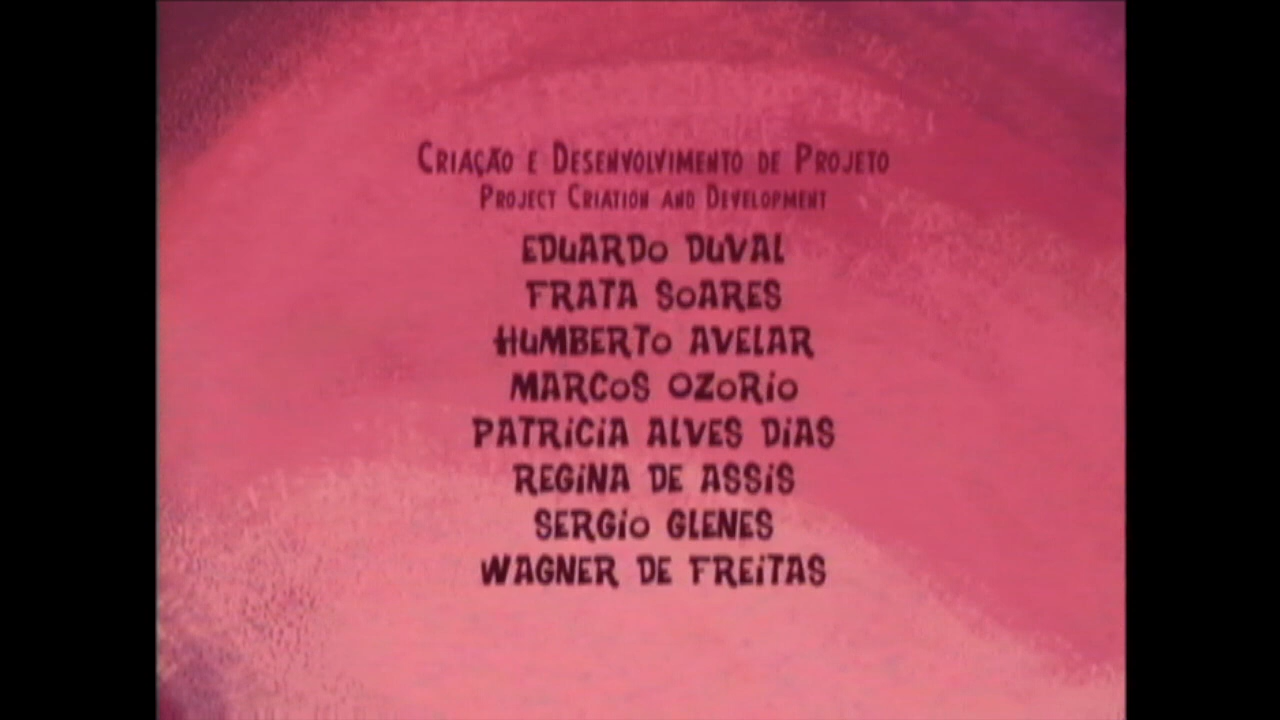 CRIAÇÃO E DESENVOLVIMENTO DE PROJETO
PROJECT CRIATION AND DEVELOPMENT
EDUARDO DUVAL
FRATA SOARES
HUMBERTO AVELAR
MARCOS OZORIO
PATRICIA ALVES DIAS
REGINA DE ASSIS
SERGIO GLENES
WAGNER DE FREITAS